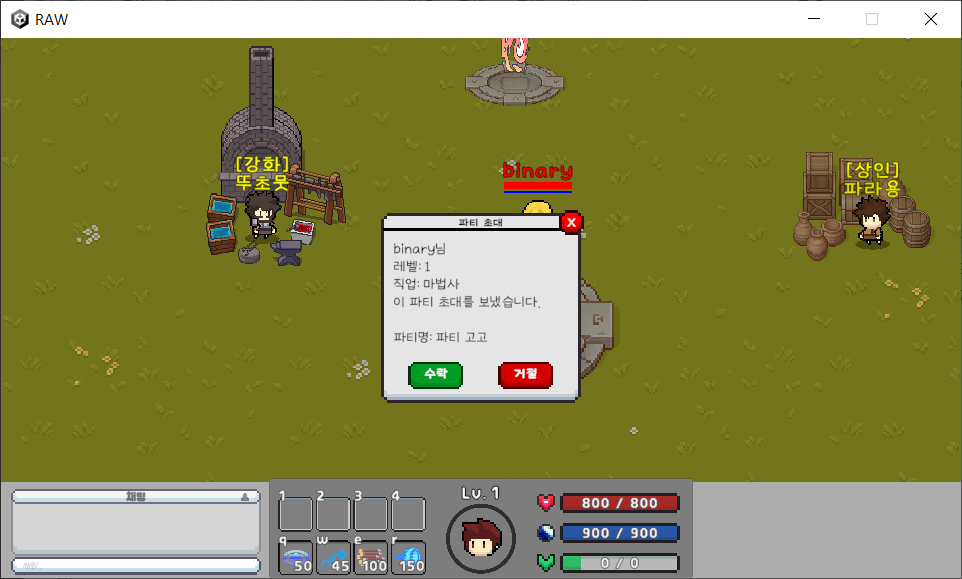 RAW
[강화]
뚜초뭇
binary
[상인]
파라용
파티 초대
X
binary님
레벨: 1
직업: 마법사
이 파티 초대를 보냈습니다.
파티명: 파티 고고
수락
거절
채팅
채팅..
1 2 3 4
q w e r
50 45 100 150
Lv.1
800 / 800
900 / 900
0 / 0